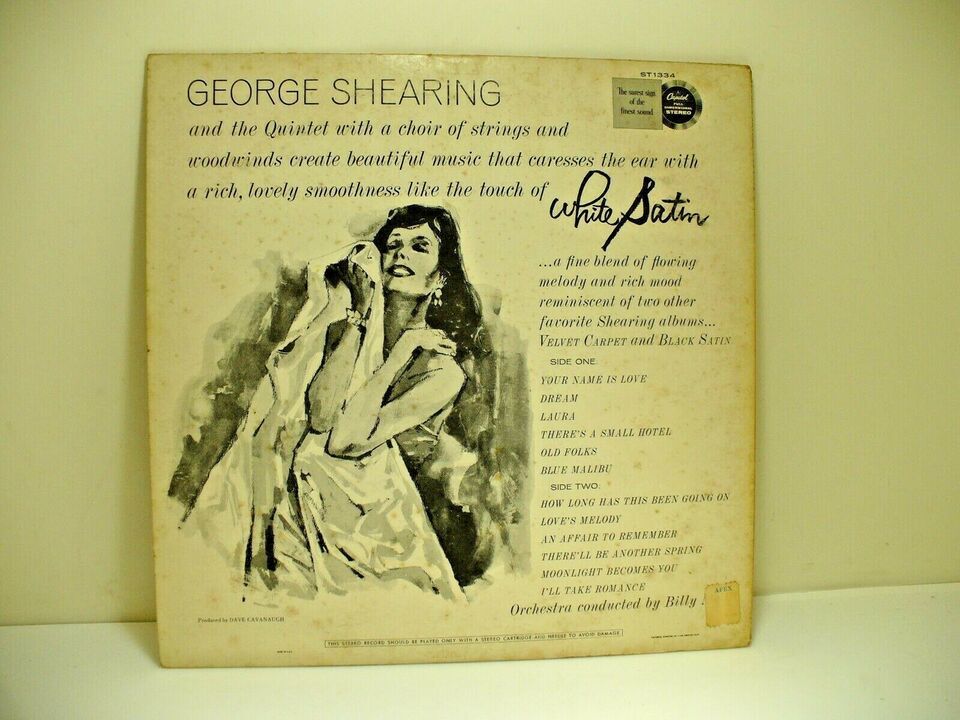 ST1334
GEORGE SHEARING
The surest sign
of the
finest sound
Capitol
FULL
DIMENSIONAL
STEREO
and the Quintet with a choir of strings and
woodwinds create beautiful music that caresses the ear with
a rich, lovely smoothness like the touch of
White Satin
...a fine blend of flowing
melody and rich mood
reminiscent of two other
favorite Shearing albums...
VELVET CARPET and BLACK SATIN
SIDE ONE:
YOUR NAME IS LOVE
DREAM
LAURA
THERE'S A SMALL HOTEL
OLD FOLKS
BLUE MALIBU
SIDE TWO:
HOW LONG HAS THIS BEEN GOING ON
LOVE'S MELODY
AN AFFAIR TO REMEMBER
THERE'LL BE ANOTHER SPRING
MOONLIGHT BECOMES YOU
I'LL TAKE ROMANCE
Orchestra conducted by Billy
APEX
Produced by DAVE CAVANAUGH
THIS STEREO RECORD SHOULD BE PLAYED ONLY WITH A STEREO CARTRIDGE AND NEEDLE TO AVOID DAMAGE.